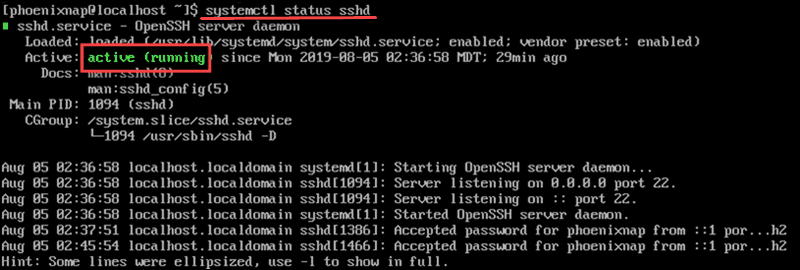 [phoenixnap@localhost ~]$ systemctl status sshd
sshd.service - OpenSSH server daemon
Loaded: loaded (/usr/lib/systemd/system/sshd.service; enabled; vendor preset: enabled)
Active: active (running) since Mon 2019-08-05 02:36:58 MDT; 29min ago
Docs: man:sshd(8)
man:sshd_config(5)
Main PID: 1094 (sshd)
CGroup: /system.slice/sshd.service
└─1094 /usr/sbin/sshd -D
Aug 05 02:36:58 localhost.localdomain systemd[1]: Starting OpenSSH server daemon...
Aug 05 02:36:58 localhost.localdomain sshd[1094]: Server listening on 0.0.0.0 port 22.
Aug 05 02:36:58 localhost.localdomain sshd[1094]: Server listening on :: port 22.
Aug 05 02:36:58 localhost.localdomain systemd[1]: Started OpenSSH server daemon.
Aug 05 02:37:51 localhost.localdomain sshd[1386]: Accepted password for phoenixnap from ::1 por...h2
Aug 05 02:45:54 localhost.localdomain sshd[1466]: Accepted password for phoenixnap from ::1 por...h2
Hint: Some lines were ellipsized, use -l to show in full.